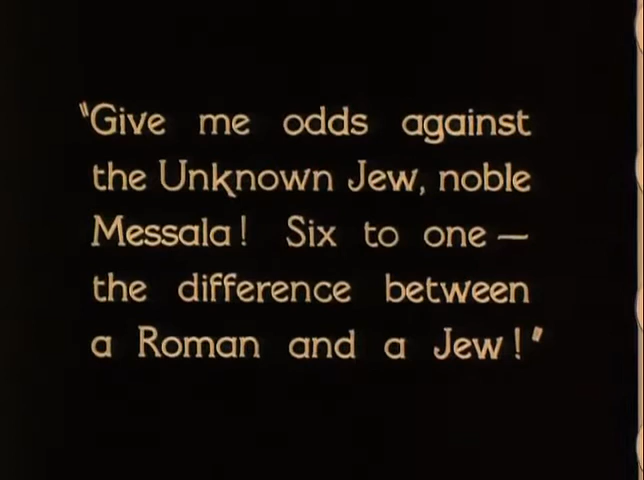 "Give me odds against
the Unknown Jew, noble
Messala! Six to one —
the difference between
a Roman and a Jew!"